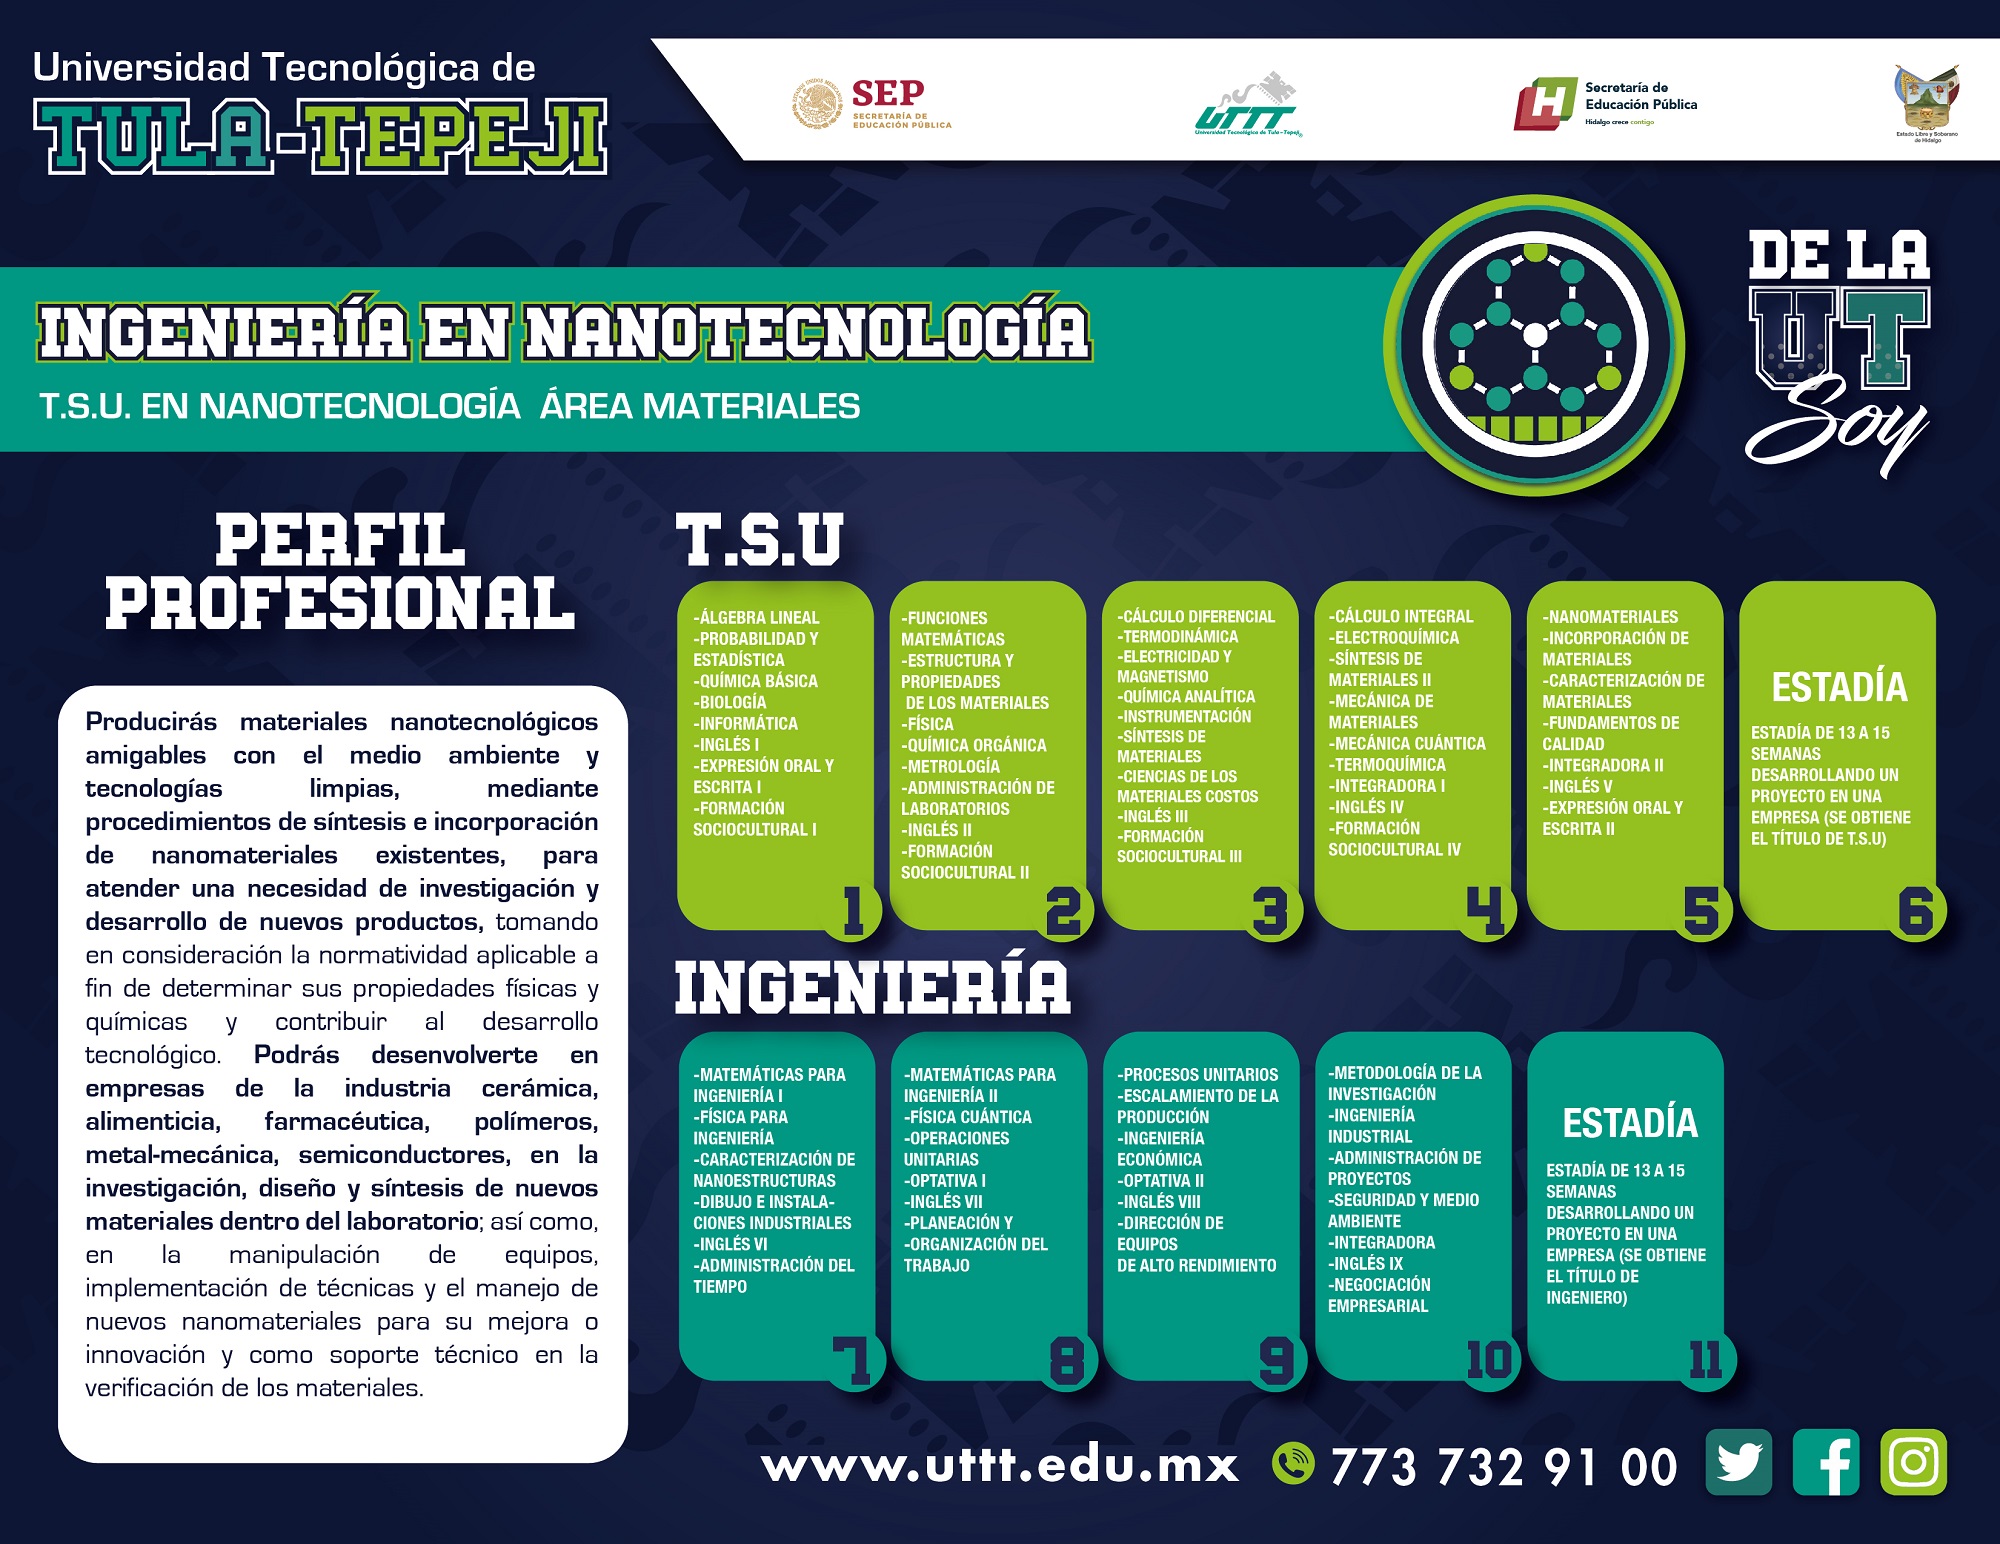 Universidad Tecnológica de
TULA-TEPEJI
SEP
SECRETARÍA DE
EDUCACIÓN PÚBLICA
UTTT
Universidad Tecnológica de Tula-Tepeji
H
Secretaría de
Educación Pública
Hidalgo crece contigo
Estado Libre y Soberano
de Hidalgo
INGENIERÍA EN NANOTECNOLOGÍA
T.S.U. EN NANOTECNOLOGÍA ÁREA MATERIALES
DE LA
UT
Soy
PERFIL
PROFESIONAL
Producirás materiales nanotecnológicos
amigables con el medio ambiente y
tecnologías limpias, mediante
procedimientos de síntesis e incorporación
de nanomateriales existentes, para
atender una necesidad de investigación y
desarrollo de nuevos productos, tomando
en consideración la normatividad aplicable a
fin de determinar sus propiedades físicas y
químicas y contribuir al desarrollo
tecnológico. Podrás desenvolverte en
empresas de la industria cerámica,
alimenticia, farmacéutica, polímeros,
metal-mecánica, semiconductores, en la
investigación, diseño y síntesis de nuevos
materiales dentro del laboratorio; así como,
en la manipulación de equipos,
implementación de técnicas y el manejo de
nuevos nanomateriales para su mejora o
innovación y como soporte técnico en la
verificación de los materiales.
T.S.U
-ÁLGEBRA LINEAL
-PROBABILIDAD Y
ESTADÍSTICA
-QUÍMICA BÁSICA
-BIOLOGÍA
-INFORMÁTICA
-INGLÉS I
-EXPRESIÓN ORAL Y
ESCRITA I
-FORMACIÓN
SOCIOCULTURAL I
1
-FUNCIONES
MATEMÁTICAS
-ESTRUCTURA Y
PROPIEDADES
DE LOS MATERIALES
-FÍSICA
-QUÍMICA ORGÁNICA
-METROLOGÍA
-ADMINISTRACIÓN DE
LABORATORIOS
-INGLÉS II
-FORMACIÓN
SOCIOCULTURAL II
2
-CÁLCULO DIFERENCIAL
-TERMODINÁMICA
-ELECTRICIDAD Y
MAGNETISMO
-QUÍMICA ANALÍTICA
-INSTRUMENTACIÓN
-SÍNTESIS DE
MATERIALES
-CIENCIAS DE LOS
MATERIALES COSTOS
-INGLÉS III
-FORMACIÓN
SOCIOCULTURAL III
3
-CÁLCULO INTEGRAL
-ELECTROQUÍMICA
-SÍNTESIS DE
MATERIALES II
-MECÁNICA DE
MATERIALES
-MECÁNICA CUÁNTICA
-TERMOQUÍMICA
-INTEGRADORA I
-INGLÉS IV
-FORMACIÓN
SOCIOCULTURAL IV
4
-NANOMATERIALES
-INCORPORACIÓN DE
MATERIALES
-CARACTERIZACIÓN DE
MATERIALES
-FUNDAMENTOS DE
CALIDAD
-INTEGRADORA II
-INGLÉS V
-EXPRESIÓN ORAL Y
ESCRITA II
5
ESTADÍA
ESTADÍA DE 13 A 15
SEMANAS
DESARROLLANDO UN
PROYECTO EN UNA
EMPRESA (SE OBTIENE
EL TÍTULO DE T.S.U)
6
INGENIERÍA
-MATEMÁTICAS PARA
INGENIERÍA I
-FÍSICA PARA
INGENIERÍA
-CARACTERIZACIÓN DE
NANOESTRUCTURAS
-DIBUJO E INSTALA-
CIONES INDUSTRIALES
-INGLÉS VI
-ADMINISTRACIÓN DEL
TIEMPO
7
-MATEMÁTICAS PARA
INGENIERÍA II
-FÍSICA CUÁNTICA
-OPERACIONES
UNITARIAS
-OPTATIVA I
-INGLÉS VII
-PLANEACIÓN Y
-ORGANIZACIÓN DEL
TRABAJO
8
-PROCESOS UNITARIOS
-ESCALAMIENTO DE LA
PRODUCCIÓN
-INGENIERÍA
ECONÓMICA
-OPTATIVA II
-INGLÉS VIII
-DIRECCIÓN DE
EQUIPOS
DE ALTO RENDIMIENTO
9
-METODOLOGÍA DE LA
INVESTIGACIÓN
-INGENIERÍA
INDUSTRIAL
-ADMINISTRACIÓN DE
PROYECTOS
-SEGURIDAD Y MEDIO
AMBIENTE
-INTEGRADORA
-INGLÉS IX
-NEGOCIACIÓN
EMPRESARIAL
10
ESTADÍA
ESTADÍA DE 13 A 15
SEMANAS
DESARROLLANDO UN
PROYECTO EN UNA
EMPRESA (SE OBTIENE
EL TÍTULO DE
INGENIERO)
11
www.uttt.edu.mx
773 732 91 00